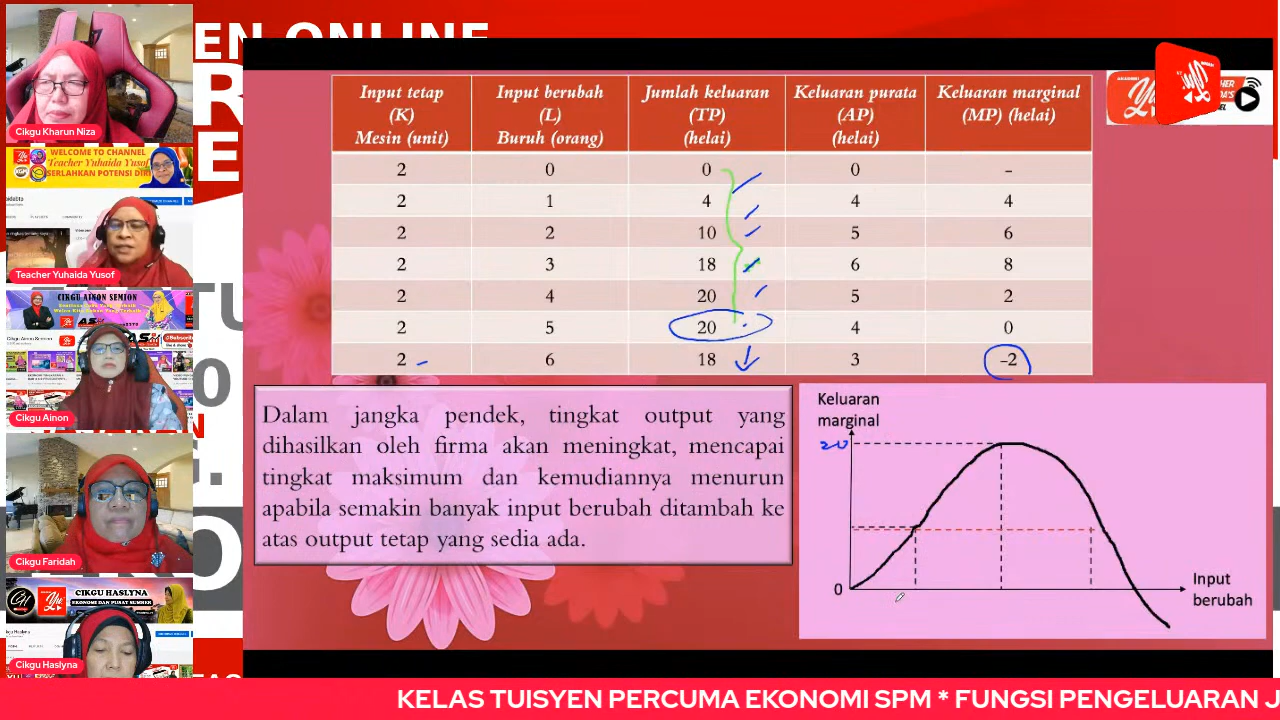 EN ONLINE
Cikgu Kharun Niza
WELCOME TO CHANNEL
Teacher Yuhaida Yusof
SERLAHKAN POTENSI DIRI
Teacher Yuhaida Yusof
CIKGU AINON SEMION
Cikgu Ainon
Cikgu Faridah
CIKGU HASLYNA
EKONOMI DAN PUSAT SUMBER
Cikgu Haslyna
Input tetap (K) Mesin (unit) Input berubah (L) Buruh (orang) Jumlah keluaran (TP) (helai) Keluaran purata (AP) (helai) Keluaran marginal (MP) (helai)
2 0 0 0 –
2 1 4 4 4
2 2 10 5 6
2 3 18 6 8
2 4 20 5 2
2 5 20 4 0
2 6 18 3 –2
Dalam jangka pendek, tingkat output yang
dihasilkan oleh firma akan meningkat, mencapai
tingkat maksimum dan kemudiannya menurun
apabila semakin banyak input berubah ditambah ke
atas output tetap yang sedia ada.
Keluaran
marginal
20
0
Input
berubah
KELAS TUISYEN PERCUMA EKONOMI SPM * FUNGSI PENGELUARAN J